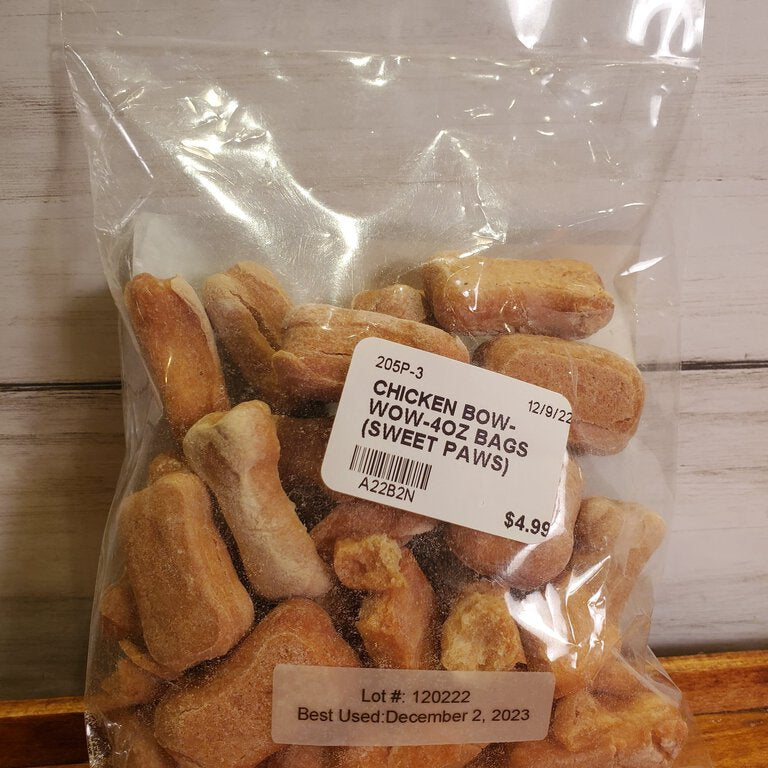 205P-3
12/9/22
CHICKEN BOW-
WOW-4OZ BAGS
(SWEET PAWS)
A22B2N
$4.99
Lot #: 120222
Best Used:December 2, 2023